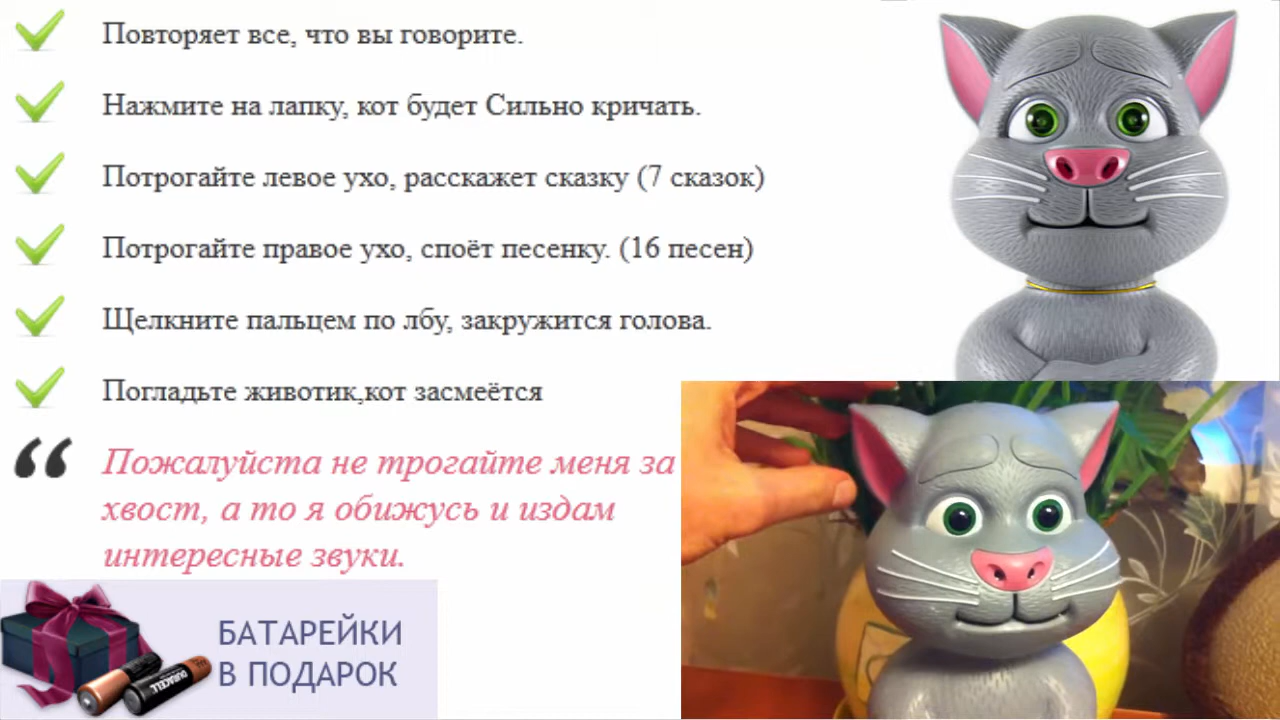 Повторяет все, что вы говорите.
Нажмите на лапку, кот будет Сильно кричать.
Потрогайте левое ухо, расскажет сказку (7 сказок)
Потрогайте правое ухо, споёт песенку. (16 песен)
Щелкните пальцем по лбу, закружится голова.
Погладьте животик,кот засмеётся
“ Пожалуйста не трогайте меня за
хвост, а то я обижусь и издам
интересные звуки.
БАТАРЕЙКИ
В ПОДАРОК
DURACELL